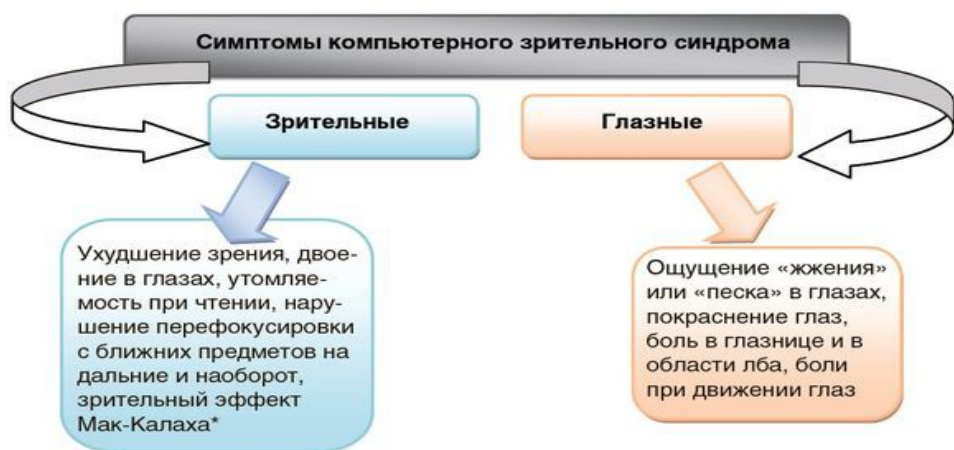 Симптомы компьютерного зрительного синдрома
Зрительные
Глазные
Ухудшение зрения, двое-
ние в глазах, утомляе-
мость при чтении, нару-
шение перефокусировки
с ближних предметов на
дальние и наоборот,
зрительный эффект
Мак-Калаха*
Ощущение «жжения»
или «песка» в глазах,
покраснение глаз,
боль в глазнице и в
области лба, боли
при движении глаз